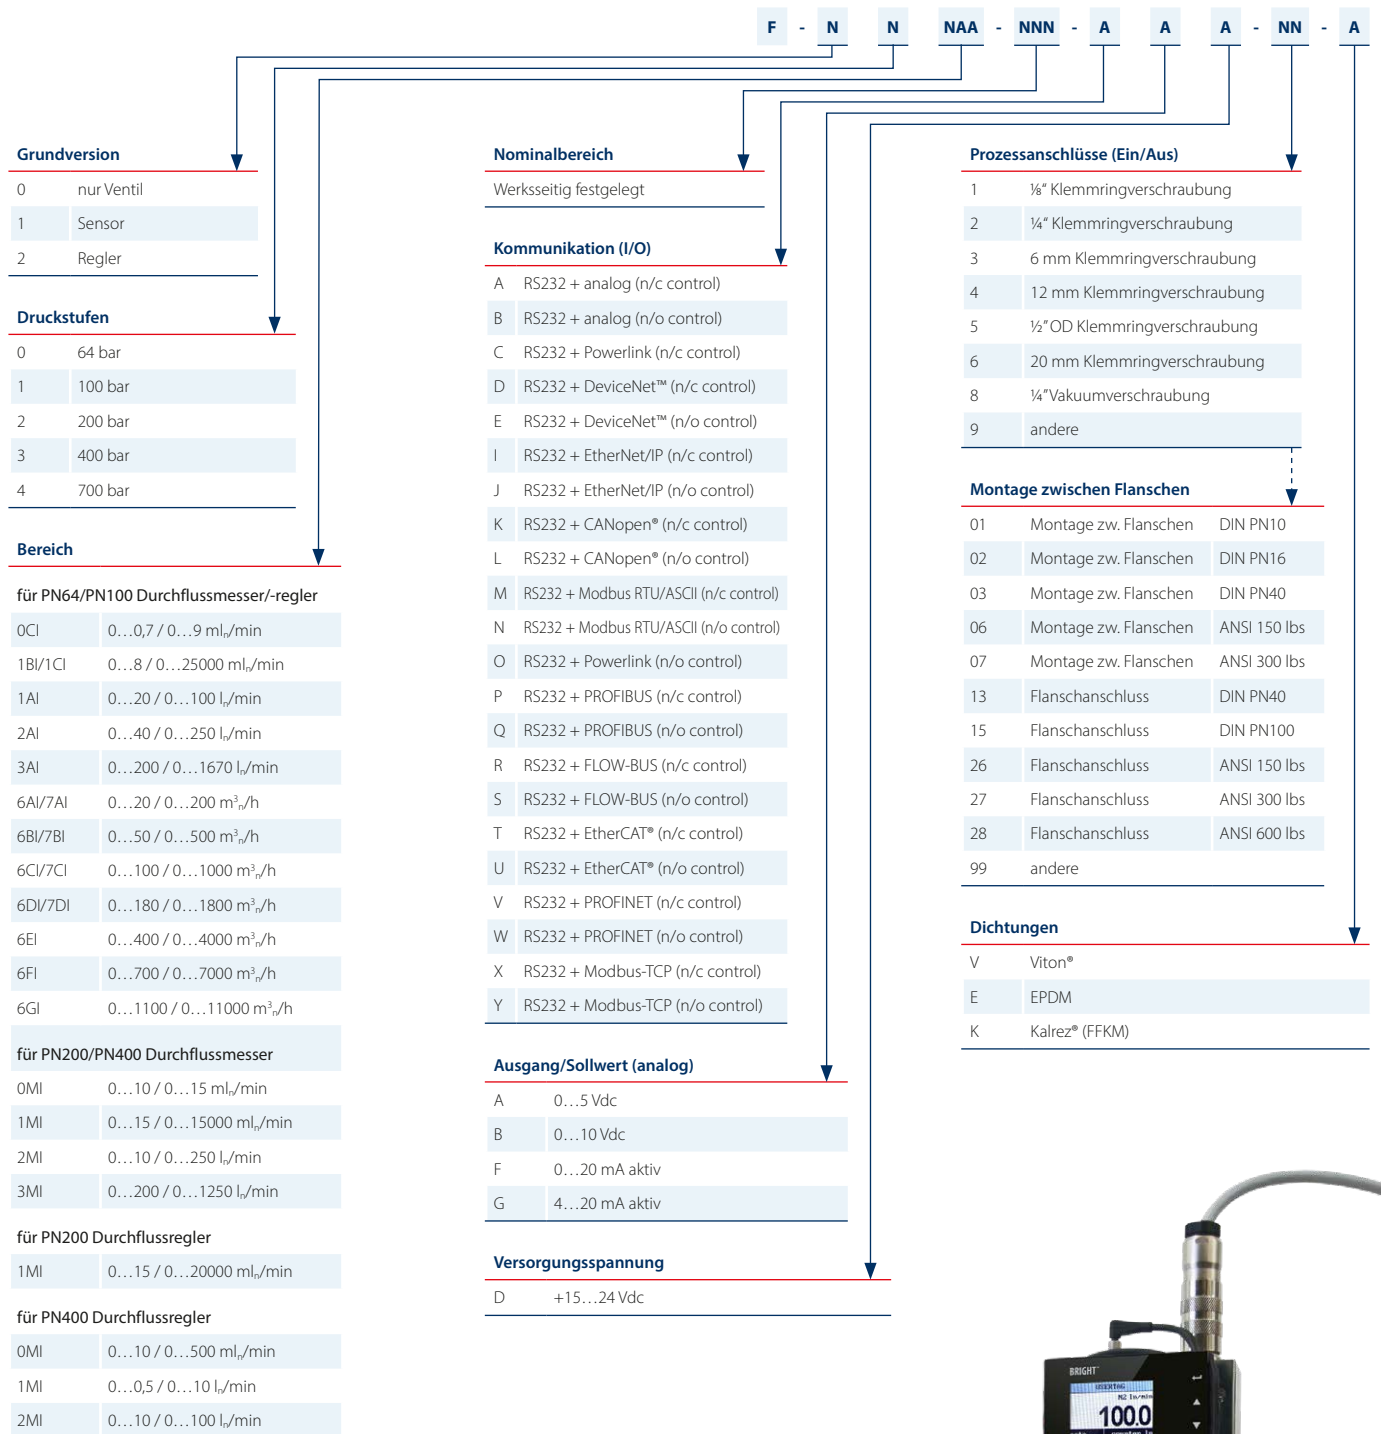 F - N N NAA - NNN - A A A - NN - A
Grundversion
0 nur Ventil
1 Sensor
2 Regler
Druckstufen
0 64 bar
1 100 bar
2 200 bar
3 400 bar
4 700 bar
Bereich
für PN64/PN100 Durchflussmesser/-regler
0CI 0…0,7 / 0…9 mlₙ/min
1BI/1CI 0…8 / 0…25000 mlₙ/min
1AI 0…20 / 0…100 lₙ/min
2AI 0…40 / 0…250 lₙ/min
3AI 0…200 / 0…1670 lₙ/min
6AI/7AI 0…20 / 0…200 m³ₙ/h
6BI/7BI 0…50 / 0…500 m³ₙ/h
6CI/7CI 0…100 / 0…1000 m³ₙ/h
6DI/7DI 0…180 / 0…1800 m³ₙ/h
6EI 0…400 / 0…4000 m³ₙ/h
6FI 0…700 / 0…7000 m³ₙ/h
6GI 0…1100 / 0…11000 m³ₙ/h
für PN200/PN400 Durchflussmesser
0MI 0…10 / 0…15 mlₙ/min
1MI 0…15 / 0…15000 mlₙ/min
2MI 0…10 / 0…250 lₙ/min
3MI 0…200 / 0…1250 lₙ/min
für PN200 Durchflussregler
1MI 0…15 / 0…20000 mlₙ/min
für PN400 Durchflussregler
0MI 0…10 / 0…500 mlₙ/min
1MI 0…0,5 / 0…10 lₙ/min
2MI 0…10 / 0…100 lₙ/min
Nominalbereich
Werksseitig festgelegt
Kommunikation (I/O)
A RS232 + analog (n/c control)
B RS232 + analog (n/o control)
C RS232 + Powerlink (n/c control)
D RS232 + DeviceNet™ (n/c control)
E RS232 + DeviceNet™ (n/o control)
I RS232 + EtherNet/IP (n/c control)
J RS232 + EtherNet/IP (n/o control)
K RS232 + CANopen® (n/c control)
L RS232 + CANopen® (n/o control)
M RS232 + Modbus RTU/ASCII (n/c control)
N RS232 + Modbus RTU/ASCII (n/o control)
O RS232 + Powerlink (n/o control)
P RS232 + PROFIBUS (n/c control)
Q RS232 + PROFIBUS (n/o control)
R RS232 + FLOW-BUS (n/c control)
S RS232 + FLOW-BUS (n/o control)
T RS232 + EtherCAT® (n/c control)
U RS232 + EtherCAT® (n/o control)
V RS232 + PROFINET (n/c control)
W RS232 + PROFINET (n/o control)
X RS232 + Modbus-TCP (n/c control)
Y RS232 + Modbus-TCP (n/o control)
Ausgang/Sollwert (analog)
A 0…5 Vdc
B 0…10 Vdc
F 0…20 mA aktiv
G 4…20 mA aktiv
Versorgungsspannung
D +15…24 Vdc
Prozessanschlüsse (Ein/Aus)
1 ⅛“ Klemmringverschraubung
2 ¼“ Klemmringverschraubung
3 6 mm Klemmringverschraubung
4 12 mm Klemmringverschraubung
5 ½” OD Klemmringverschraubung
6 20 mm Klemmringverschraubung
8 ¼” Vakuumverschraubung
9 andere
Montage zwischen Flanschen
01 Montage zw. Flanschen DIN PN10
02 Montage zw. Flanschen DIN PN16
03 Montage zw. Flanschen DIN PN40
06 Montage zw. Flanschen ANSI 150 lbs
07 Montage zw. Flanschen ANSI 300 lbs
13 Flanschanschluss DIN PN40
15 Flanschanschluss DIN PN100
26 Flanschanschluss ANSI 150 lbs
27 Flanschanschluss ANSI 300 lbs
28 Flanschanschluss ANSI 600 lbs
99 andere
Dichtungen
V Viton®
E EPDM
K Kalrez® (FFKM)
BRIGHT™
N2 ln/min
100.0